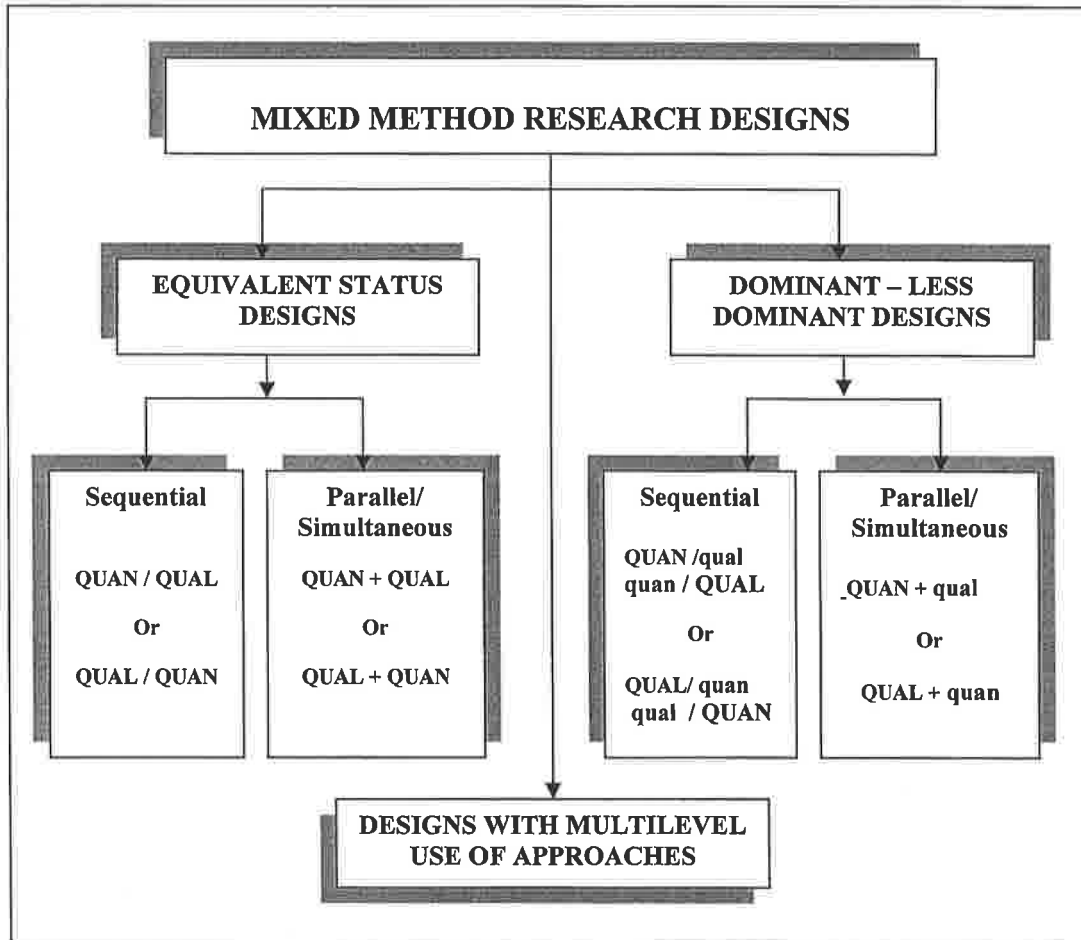 MIXED METHOD RESEARCH DESIGNS
EQUIVALENT STATUS
DESIGNS
DOMINANT – LESS
DOMINANT DESIGNS
Sequential
QUAN / QUAL
Or
QUAL / QUAN
Parallel/
Simultaneous
QUAN + QUAL
Or
QUAL + QUAN
Sequential
QUAN /qual
quan / QUAL
Or
QUAL/ quan
qual / QUAN
Parallel/
Simultaneous
QUAN + qual
Or
QUAL + quan
DESIGNS WITH MULTILEVEL
USE OF APPROACHES